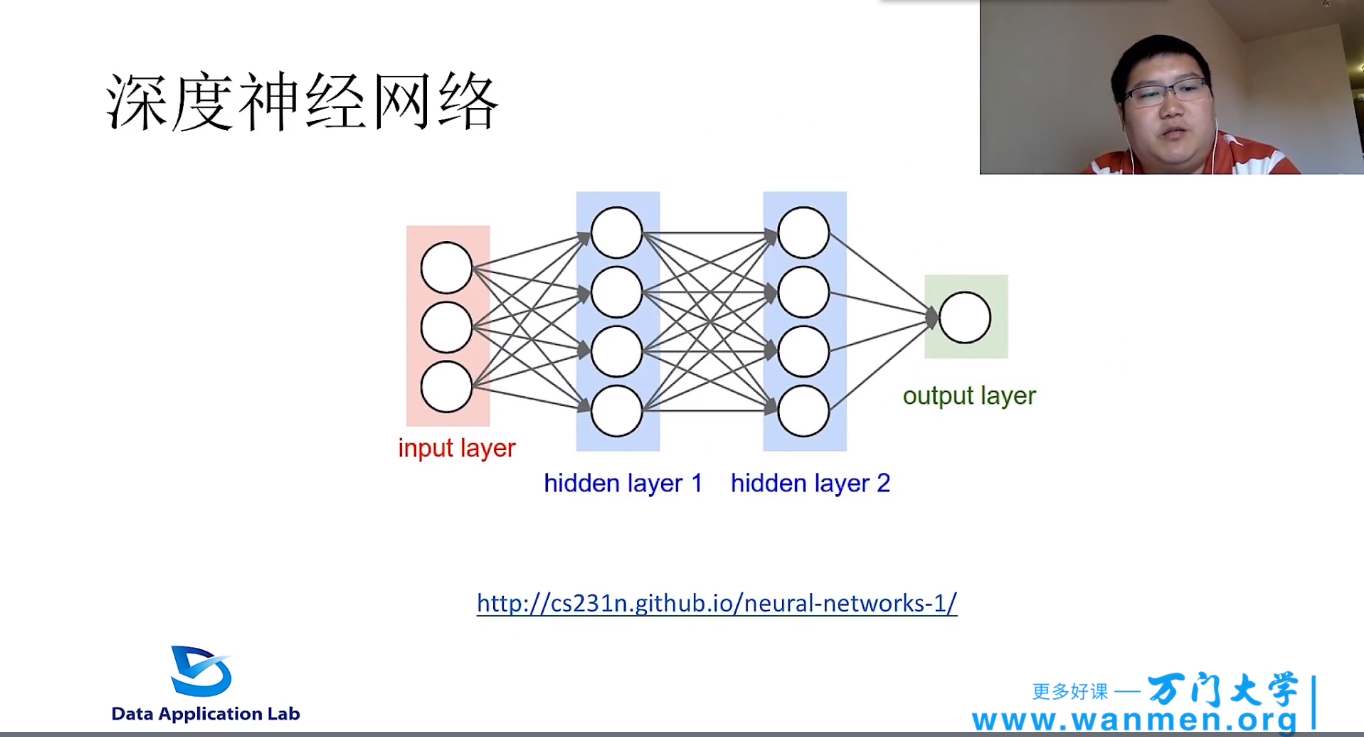 深度神经网络
input layer
hidden layer 1
hidden layer 2
output layer
http://cs231n.github.io/neural-networks-1/
Data Application Lab
更多好课 — 万门大学
www.wanmen.org